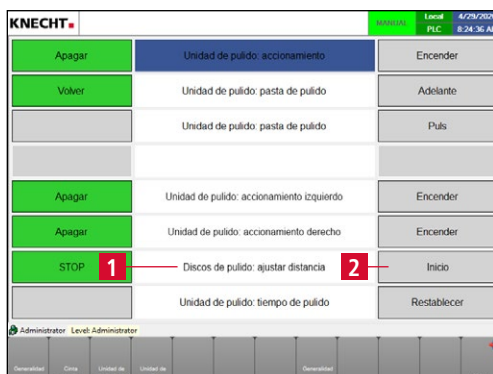 KNECHT
MANUAL
Local 4/29/202
PLC 8:24:36 A
Apagar Unidad de pulido: accionamiento Encender
Volver Unidad de pulido: pasta de pulido Adelante
Unidad de pulido: pasta de pulido Puls
Apagar Unidad de pulido: accionamiento izquierdo Encender
Apagar Unidad de pulido: accionamiento derecho Encender
STOP 1 Discos de pulido: ajustar distancia 2 Inicio
Unidad de pulido: tiempo de pulido Restablecer
Administrator Level: Administrator
Generalidad Cinta Unidad de Unidad de Generalidad